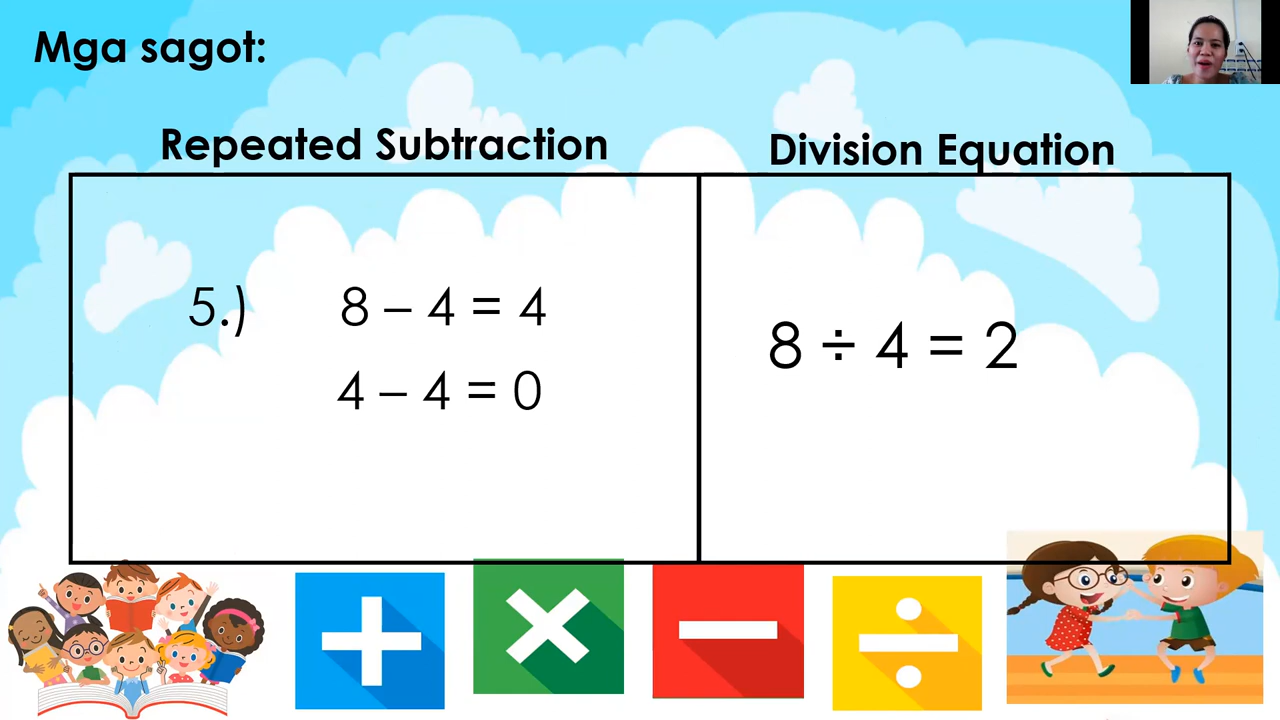 Mga sagot:
Repeated Subtraction
Division Equation
5.) 8 – 4 = 4
4 – 4 = 0
8 ÷ 4 = 2